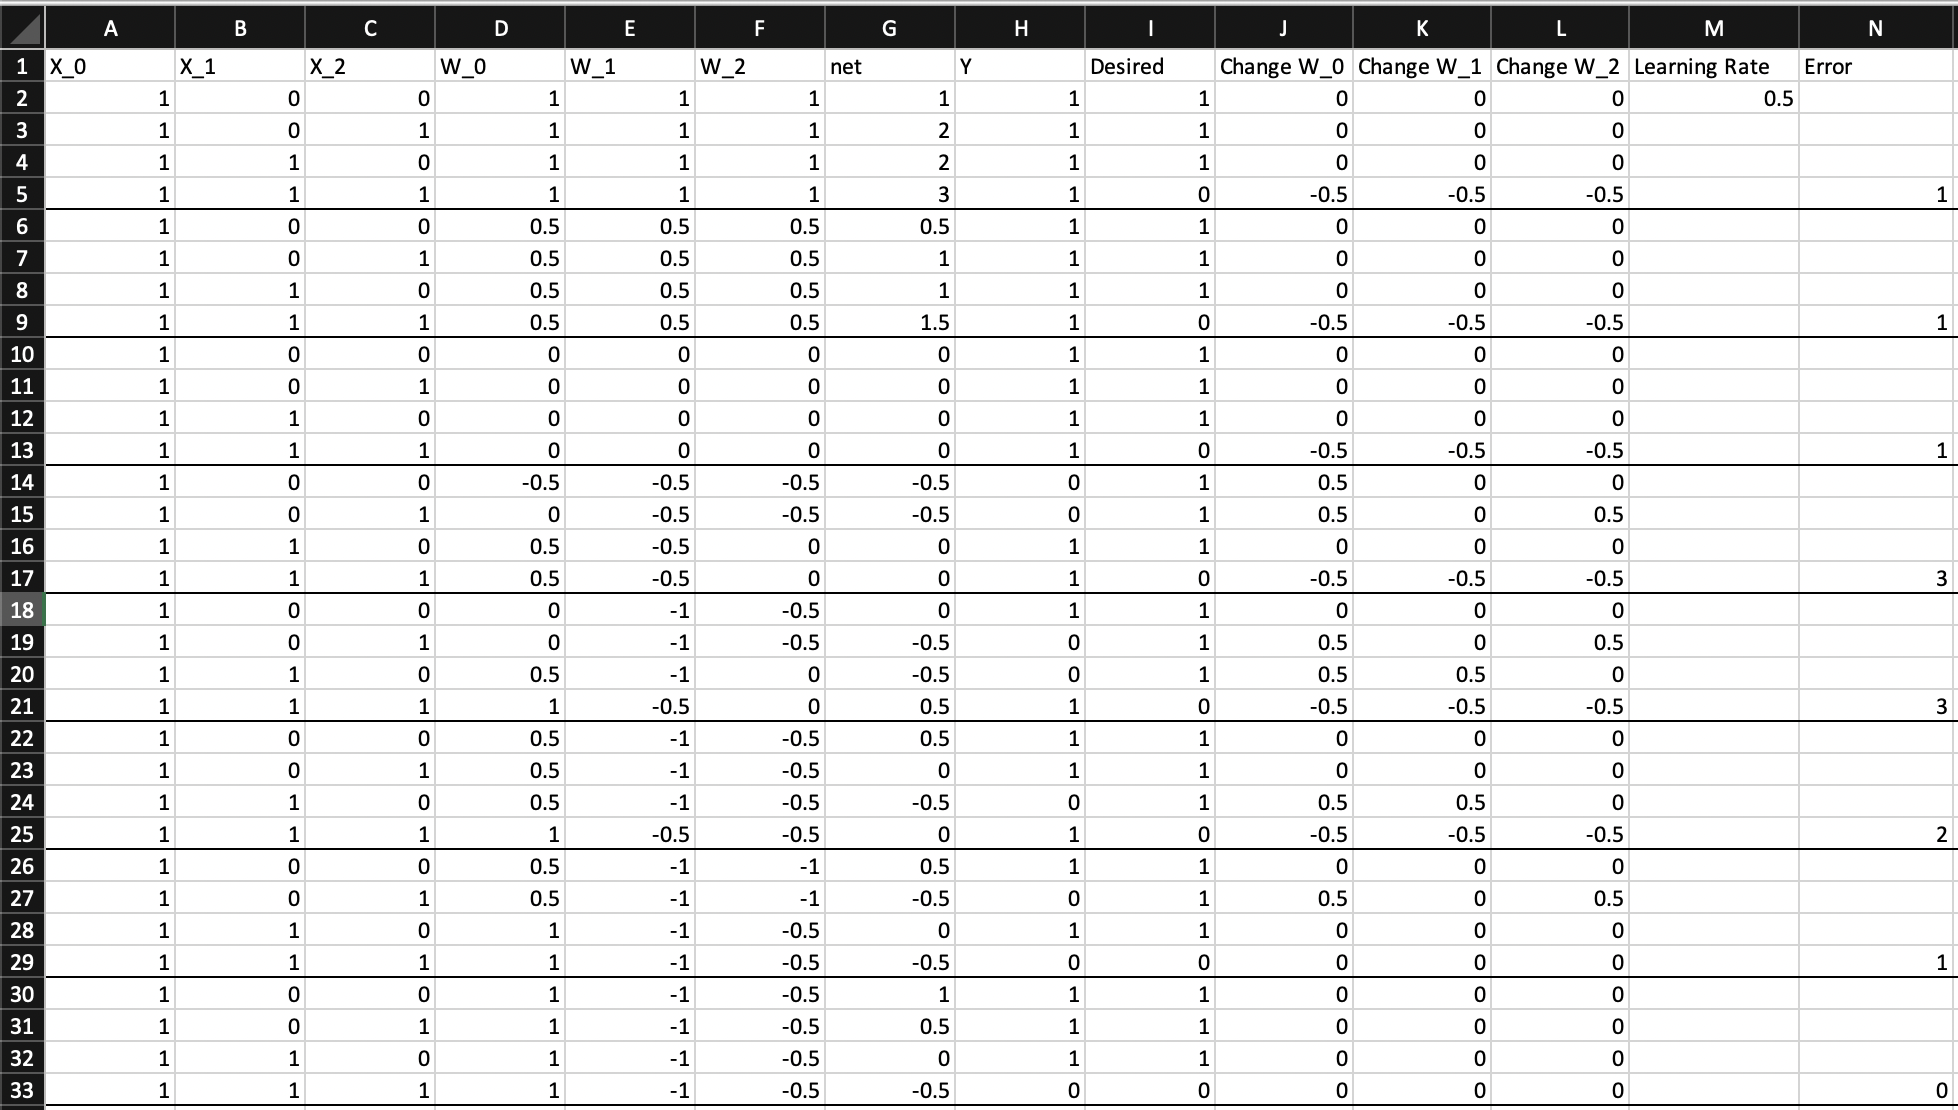 A B C D E F G H I J K L M N
1 X_0 X_1 X_2 W_0 W_1 W_2 net Y Desired Change W_0 Change W_1 Change W_2 Learning Rate Error
2 1 0 0 1 1 1 1 1 1 0 0 0 0.5
3 1 0 1 1 1 1 2 1 1 0 0 0
4 1 1 0 1 1 1 2 1 1 0 0 0
5 1 1 1 1 1 1 3 1 0 -0.5 -0.5 -0.5 1
6 1 0 0 0.5 0.5 0.5 0.5 1 1 0 0 0
7 1 0 1 0.5 0.5 0.5 1 1 1 0 0 0
8 1 1 0 0.5 0.5 0.5 1 1 1 0 0 0
9 1 1 1 0.5 0.5 0.5 1.5 1 0 -0.5 -0.5 -0.5 1
10 1 0 0 0 0 0 0 1 1 0 0 0
11 1 0 1 0 0 0 0 1 1 0 0 0
12 1 1 0 0 0 0 0 1 1 0 0 0
13 1 1 1 0 0 0 0 1 0 -0.5 -0.5 -0.5 1
14 1 0 0 -0.5 -0.5 -0.5 -0.5 0 1 0.5 0 0
15 1 0 1 0 -0.5 -0.5 -0.5 0 1 0.5 0 0.5
16 1 1 0 0.5 -0.5 0 0 1 1 0 0 0
17 1 1 1 0.5 -0.5 0 0 1 0 -0.5 -0.5 -0.5 3
18 1 0 0 0 -1 -0.5 0 1 1 0 0 0
19 1 0 1 0 -1 -0.5 -0.5 0 1 0.5 0 0.5
20 1 1 0 0.5 -1 0 -0.5 0 1 0.5 0.5 0
21 1 1 1 1 -0.5 0 0.5 1 0 -0.5 -0.5 -0.5 3
22 1 0 0 0.5 -1 -0.5 0.5 1 1 0 0 0
23 1 0 1 0.5 -1 -0.5 0 1 1 0 0 0
24 1 1 0 0.5 -1 -0.5 -0.5 0 1 0.5 0.5 0
25 1 1 1 1 -0.5 -0.5 0 1 0 -0.5 -0.5 -0.5 2
26 1 0 0 0.5 -1 -1 0.5 1 1 0 0 0
27 1 0 1 0.5 -1 -1 -0.5 0 1 0.5 0 0.5
28 1 1 0 1 -1 -0.5 0 1 1 0 0 0
29 1 1 1 1 -1 -0.5 -0.5 0 0 0 0 0 1
30 1 0 0 1 -1 -0.5 1 1 1 0 0 0
31 1 0 1 1 -1 -0.5 0.5 1 1 0 0 0
32 1 1 0 1 -1 -0.5 0 1 1 0 0 0
33 1 1 1 1 -1 -0.5 -0.5 0 0 0 0 0 0